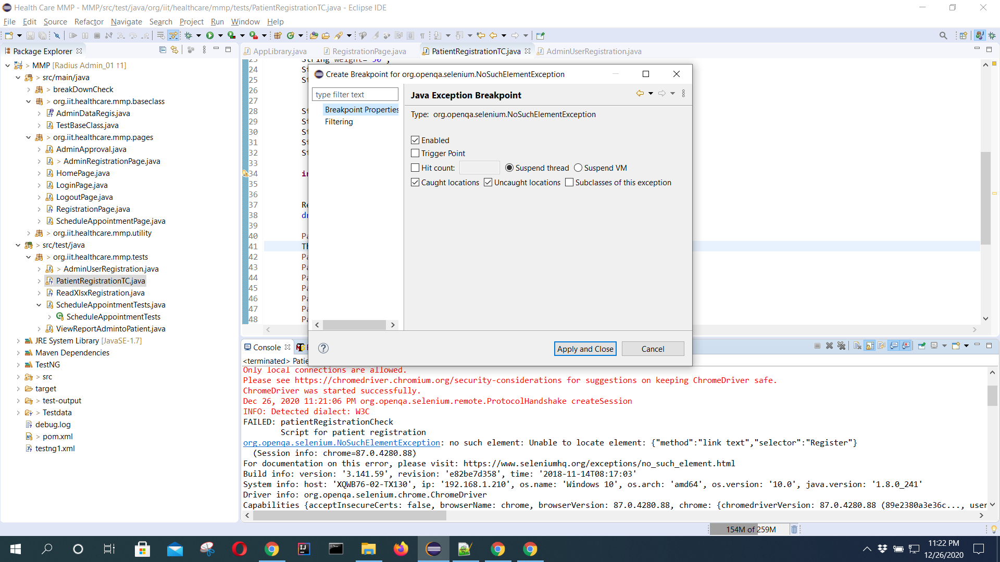 Health Care MMP - MMP/src/test/java/org/iit/healthcare/mmp/tests/PatientRegistrationTC.java - Eclipse IDE
File Edit Source Refactor Navigate Search Project Run Window Help
Package Explorer
MMP [Radius Admin_01 ↑1]
> src/main/java
> breakDownCheck
> org.iit.healthcare.mmp.baseclass
AdminDataRegis.java
TestBaseClass.java
> org.iit.healthcare.mmp.pages
AdminApproval.java
> AdminRegistrationPage.java
HomePage.java
LoginPage.java
LogoutPage.java
RegistrationPage.java
ScheduleAppointmentPage.java
> org.iit.healthcare.mmp.utility
> src/test/java
> org.iit.healthcare.mmp.tests
> AdminUserRegistration.java
PatientRegistrationTC.java
ReadXlsxRegistration.java
ScheduleAppointmentTests.java
ScheduleAppointmentTests
ViewReportAdmintoPatient.java
JRE System Library [JavaSE-1.7]
Maven Dependencies
TestNG
> src
target
> test-output
> Testdata
debug.log
> pom.xml
testng1.xml
AppLibrary.java RegistrationPage.java PatientRegistrationTC.java AdminUserRegistration.java
23 String weight="50";
24 St
25 St
26
27
28 St
29 St
30 St
31 St
32 St
33
34 in
35
36
37 Re
38 dr
39
40 Pa
41 Th
42 Pa
43 Pa
44 Pa
45 Pa
46 Pa
47 Pa
48 Pa
Create Breakpoint for org.openqa.selenium.NoSuchElementException
type filter text
Breakpoint Properties
Filtering
Java Exception Breakpoint
Type: org.openqa.selenium.NoSuchElementException
Enabled
Trigger Point
Hit count: Suspend thread Suspend VM
Caught locations Uncaught locations Subclasses of this exception
? Apply and Close Cancel
Console
<terminated> Patie
Only local connections are allowed.
Please see https://chromedriver.chromium.org/security-considerations for suggestions on keeping ChromeDriver safe.
ChromeDriver was started successfully.
Dec 26, 2020 11:21:06 PM org.openqa.selenium.remote.ProtocolHandshake createSession
INFO: Detected dialect: W3C
FAILED: patientRegistrationCheck
Script for patient registration
org.openqa.selenium.NoSuchElementException: no such element: Unable to locate element: {"method":"link text","selector":"Register"}
(Session info: chrome=87.0.4280.88)
For documentation on this error, please visit: https://www.seleniumhq.org/exceptions/no_such_element.html
Build info: version: '3.141.59', revision: 'e82be7d358', time: '2018-11-14T08:17:03'
System info: host: 'XQWB76-02-TX130', ip: '192.168.1.210', os.name: 'Windows 10', os.arch: 'amd64', os.version: '10.0', java.version: '1.8.0_241'
Driver info: org.openqa.selenium.chrome.ChromeDriver
Capabilities {acceptInsecureCerts: false, browserName: chrome, browserVersion: 87.0.4280.88, chrome: {chromedriverVersion: 87.0.4280.88 (89e2380a3e36c..., user
154M of 259M
11:22 PM
12/26/2020